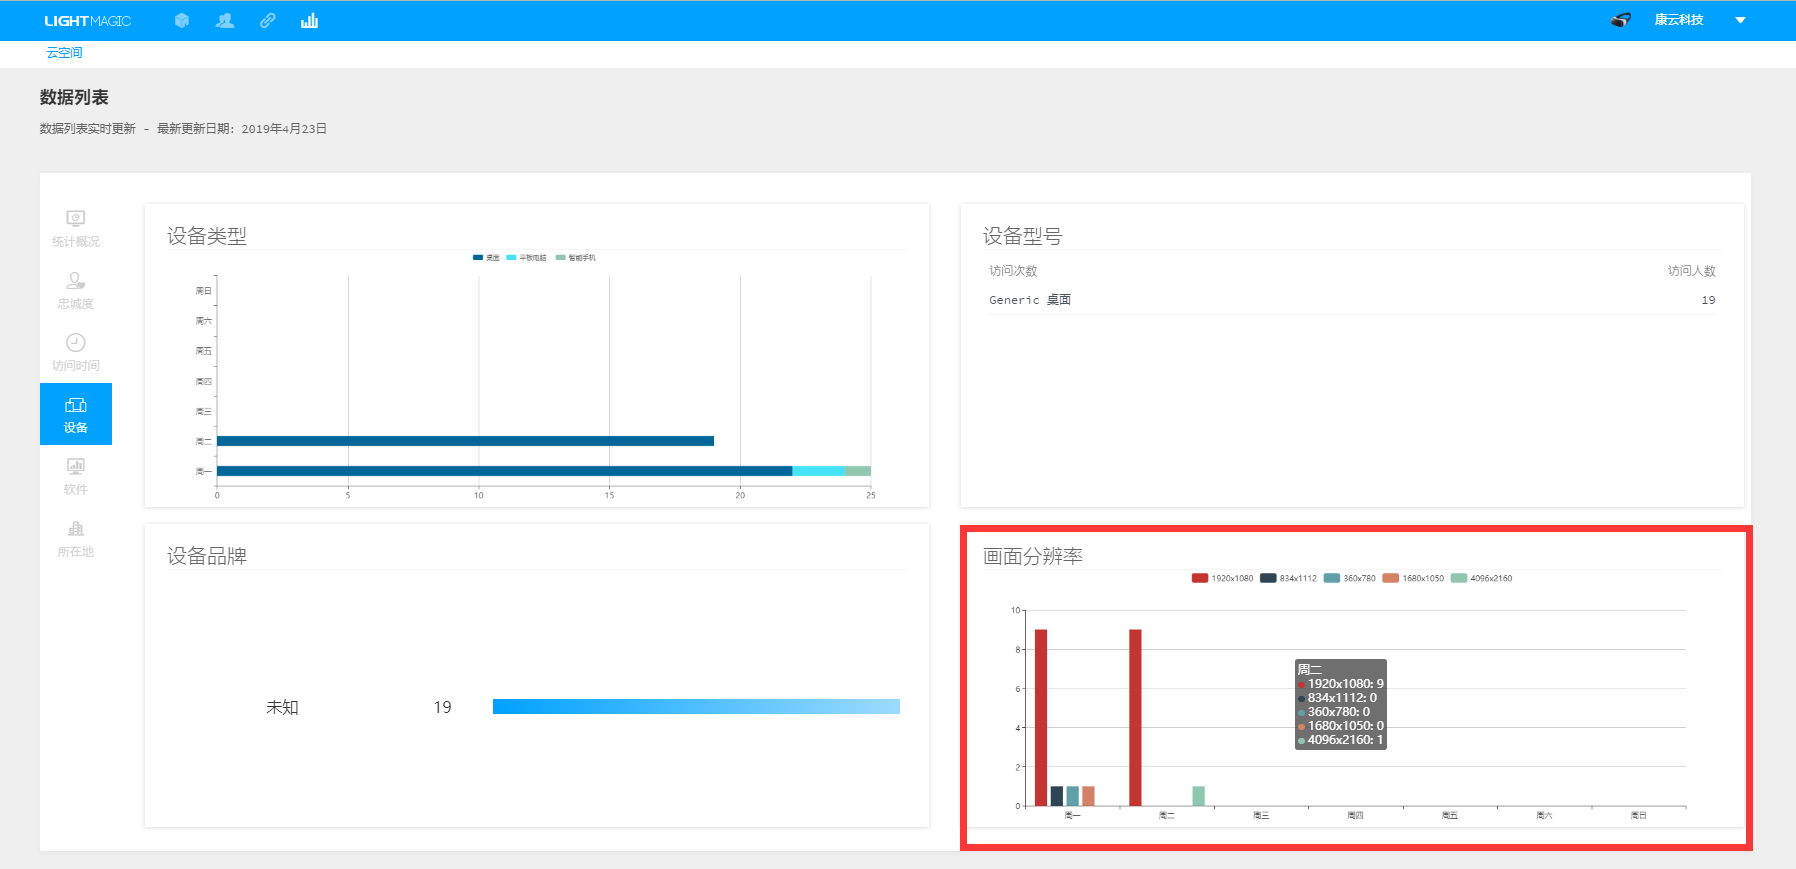 LIGHTMAGIC
康云科技
云空间
数据列表
数据列表实时更新 - 最新更新日期: 2019年4月23日
统计概况
忠诚度
访问时间
设备
软件
所在地
设备类型
桌面 平板电脑 智能手机
周日
周六
周五
周四
周三
周二
周一
0 5 10 15 20 25
设备型号
访问次数 访问人数
Generic 桌面 19
设备品牌
未知 19
画面分辨率
1920x1080 834x1112 360x780 1680x1050 4096x2160
10
8
6
4
2
0
周一 周二 周三 周四 周五 周六 周日
周二
1920x1080: 9
834x1112: 0
360x780: 0
1680x1050: 0
4096x2160: 1